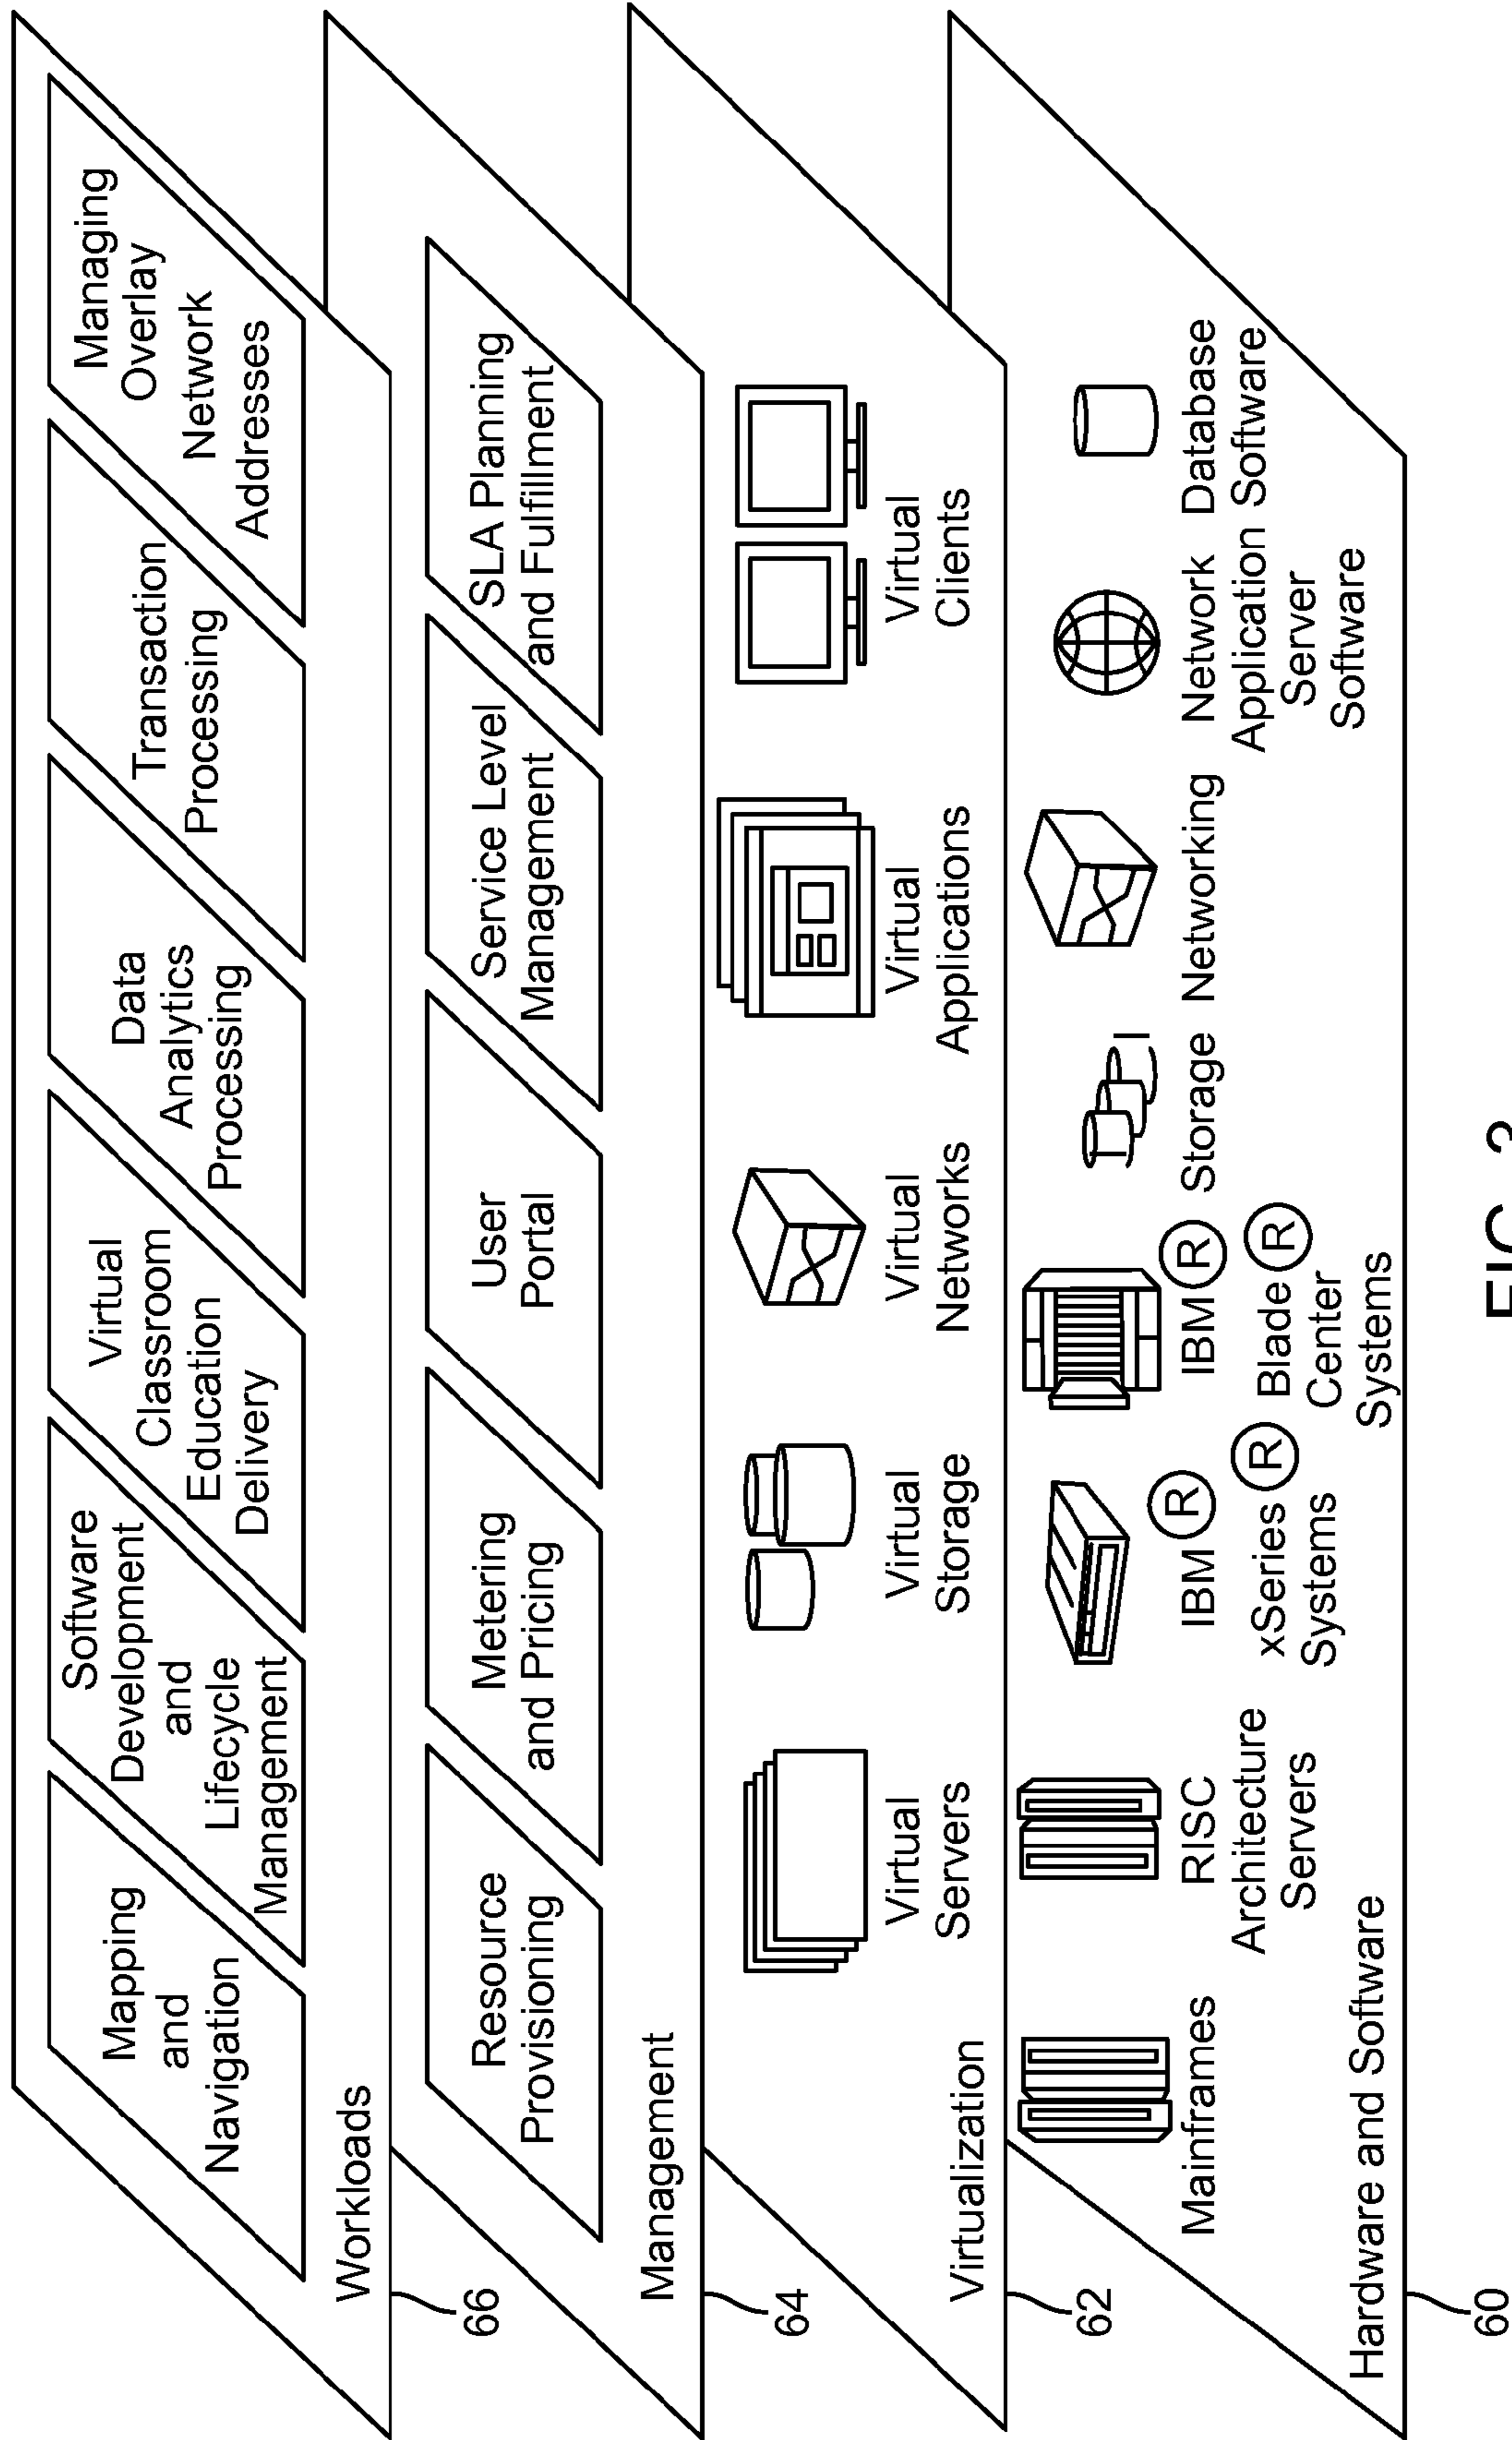 Mapping
and
Navigation
Software
Development
and
Lifecycle
Management
Virtual
Classroom
Education
Delivery
Data
Analytics
Processing
Transaction
Processing
Managing
Overlay
Network
Addresses
Workloads
66
Resource
Provisioning
Metering
and Pricing
User
Portal
Service Level
Management
SLA Planning
and Fulfillment
Management
64
Virtual
Servers
Virtual
Storage
Virtual
Networks
Virtual
Applications
Virtual
Clients
Virtualization
62
Mainframes
RISC
Architecture
Servers
IBM ®
xSeries ®
Systems
IBM ®
Blade ®
Center
Systems
Storage
Networking
Network
Application
Server
Software
Database
Software
Hardware and Software
60